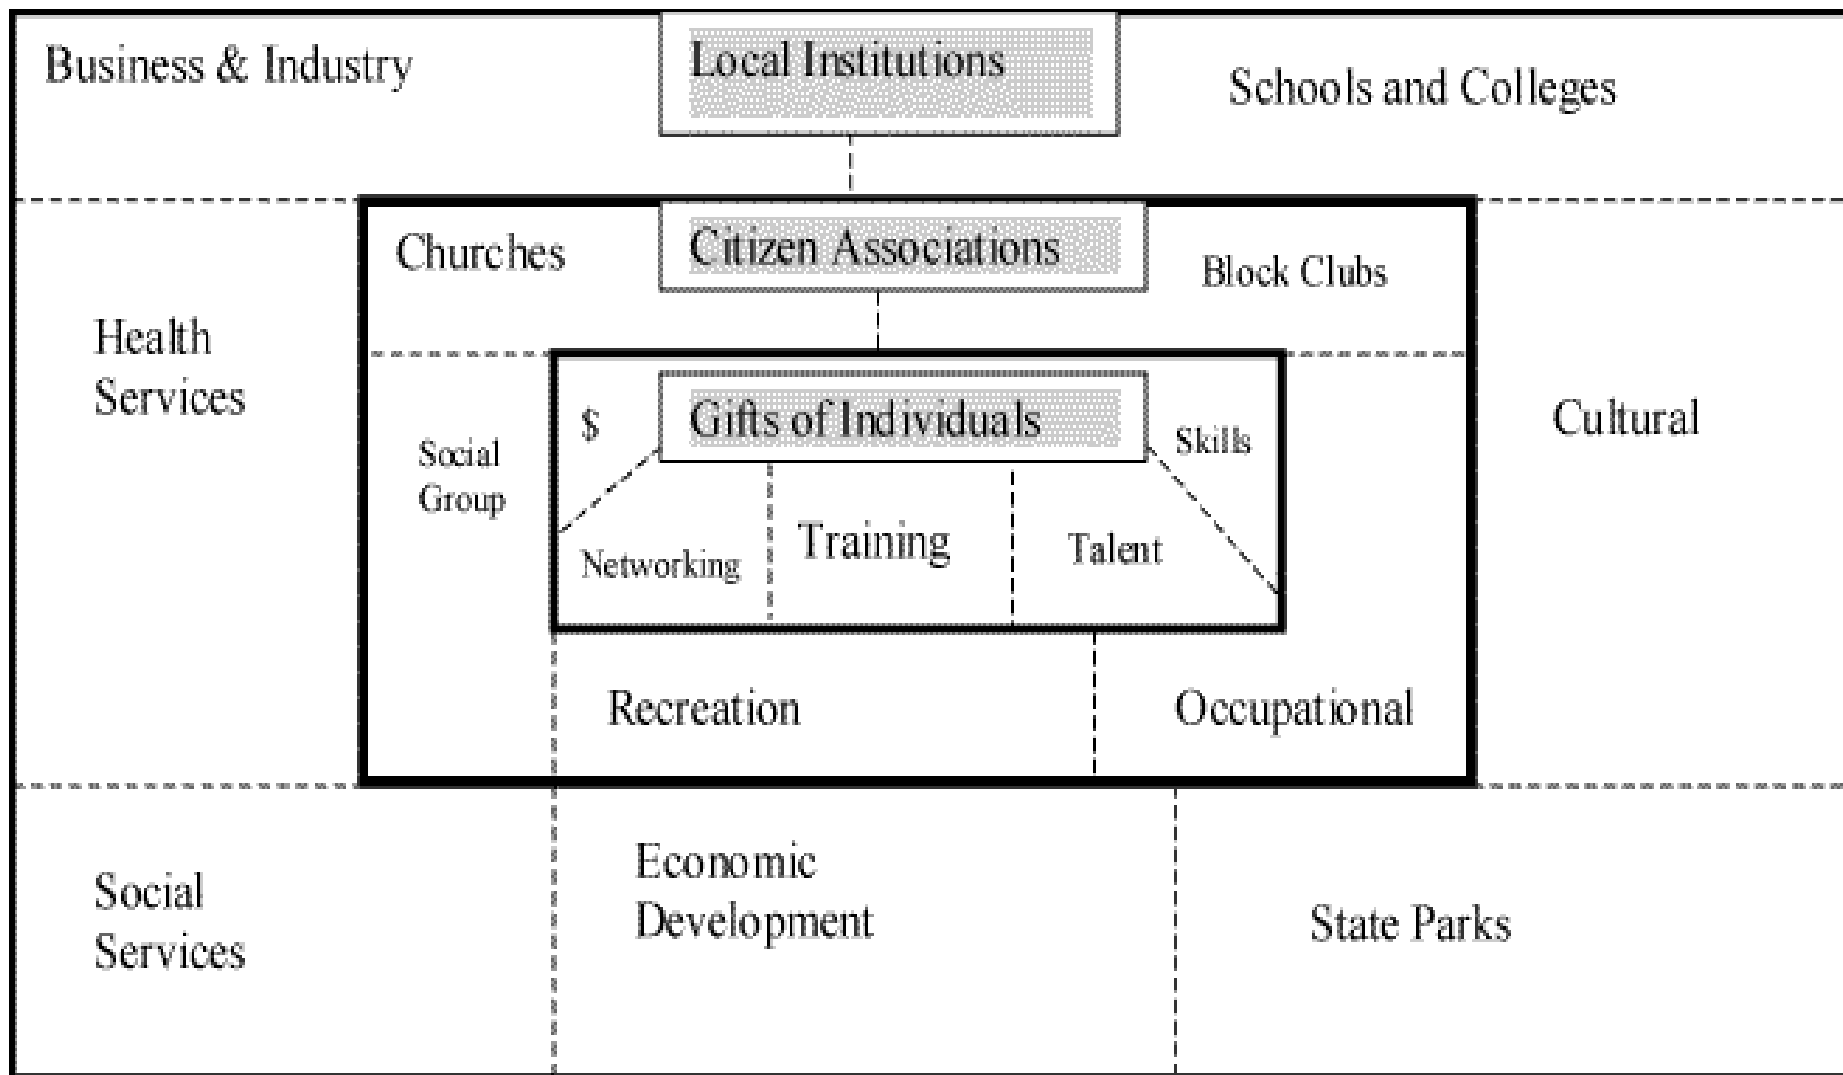 Business & Industry
Local Institutions
Schools and Colleges
Churches
Citizen Associations
Block Clubs
Health
Services
$
Gifts of Individuals
Skills
Cultural
Social
Group
Networking
Training
Talent
Recreation
Occupational
Social
Services
Economic
Development
State Parks